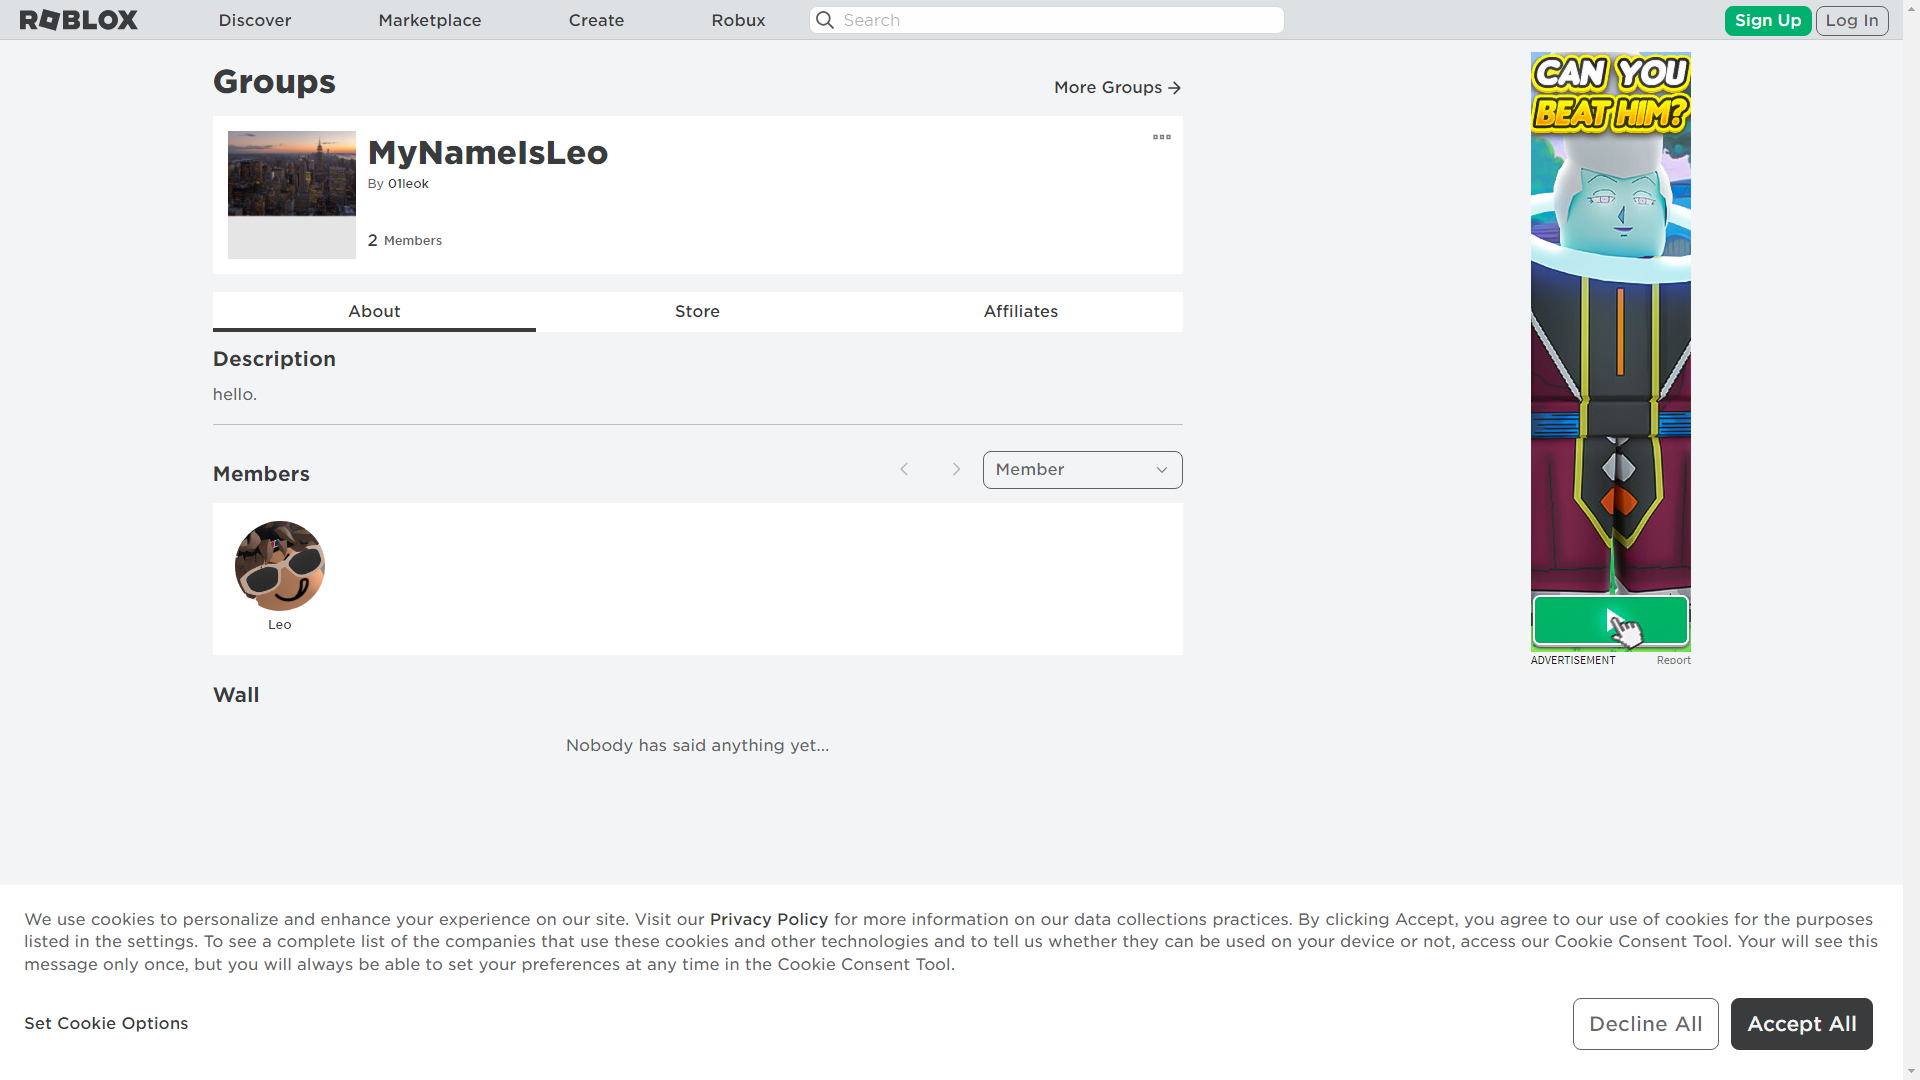 ROBLOX
Discover
Marketplace
Create
Robux
Search
Sign Up
Log In
Groups
More Groups
MyNameIsLeo
By 01leok
2 Members
About
Store
Affiliates
Description
hello.
Members
Member
Leo
Wall
Nobody has said anything yet...
CAN YOU
BEAT HIM?
ADVERTISEMENT
Report
We use cookies to personalize and enhance your experience on our site. Visit our Privacy Policy for more information on our data collections practices. By clicking Accept, you agree to our use of cookies for the purposes
listed in the settings. To see a complete list of the companies that use these cookies and other technologies and to tell us whether they can be used on your device or not, access our Cookie Consent Tool. Your will see this
message only once, but you will always be able to set your preferences at any time in the Cookie Consent Tool.
Set Cookie Options
Decline All
Accept All